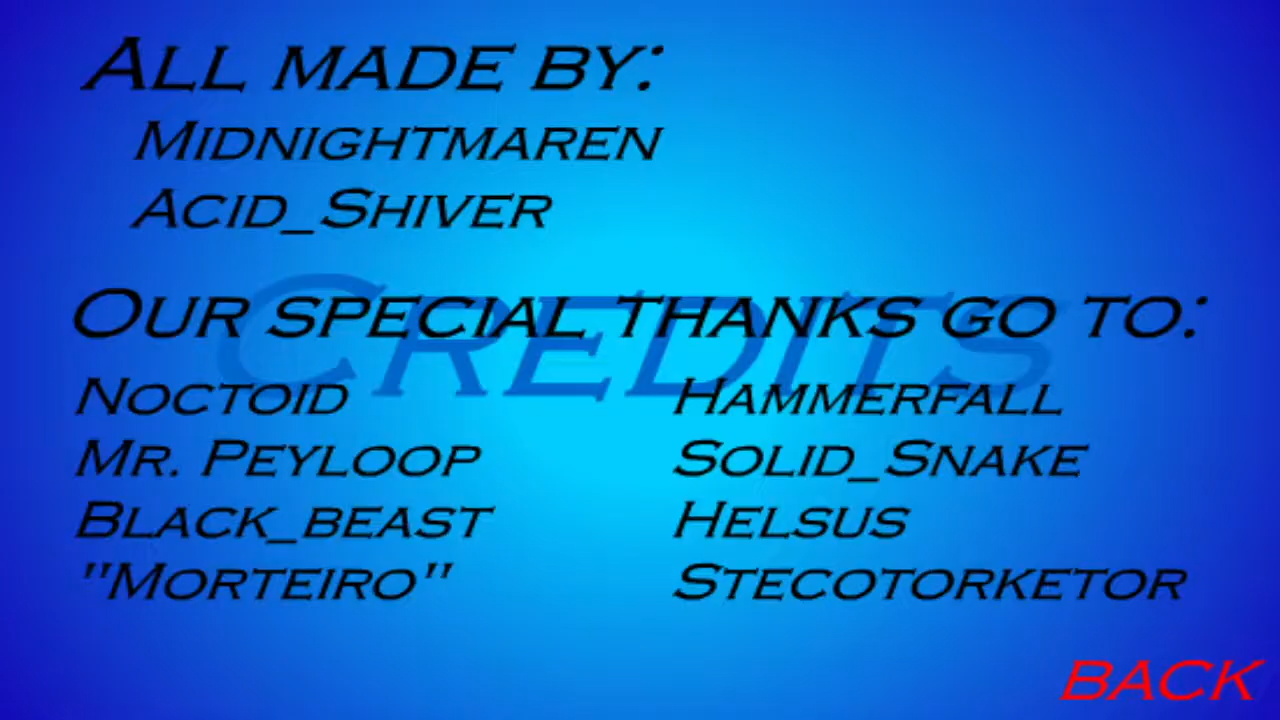 All made by:
Midnightmaren
Acid_Shiver
Credits
Our special thanks go to:
Noctoid
Hammerfall
Mr. Peyloop
Solid_Snake
Black_beast
Helsus
"Morteiro"
Stecotorketor
BACK